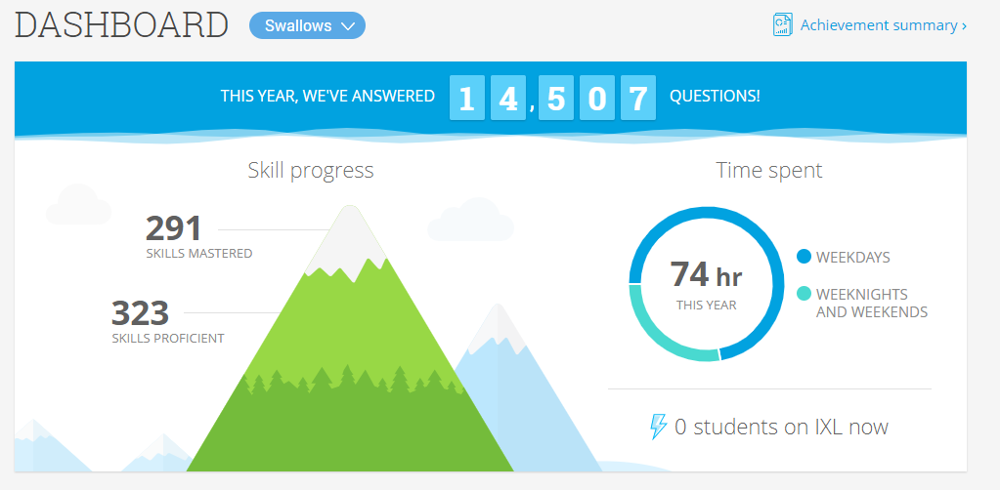 DASHBOARD
Swallows
Achievement summary ›
THIS YEAR, WE'VE ANSWERED 14,507 QUESTIONS!
Skill progress
291
SKILLS MASTERED
323
SKILLS PROFICIENT
Time spent
74 hr
THIS YEAR
WEEKDAYS
WEEKNIGHTS
AND WEEKENDS
0 students on IXL now